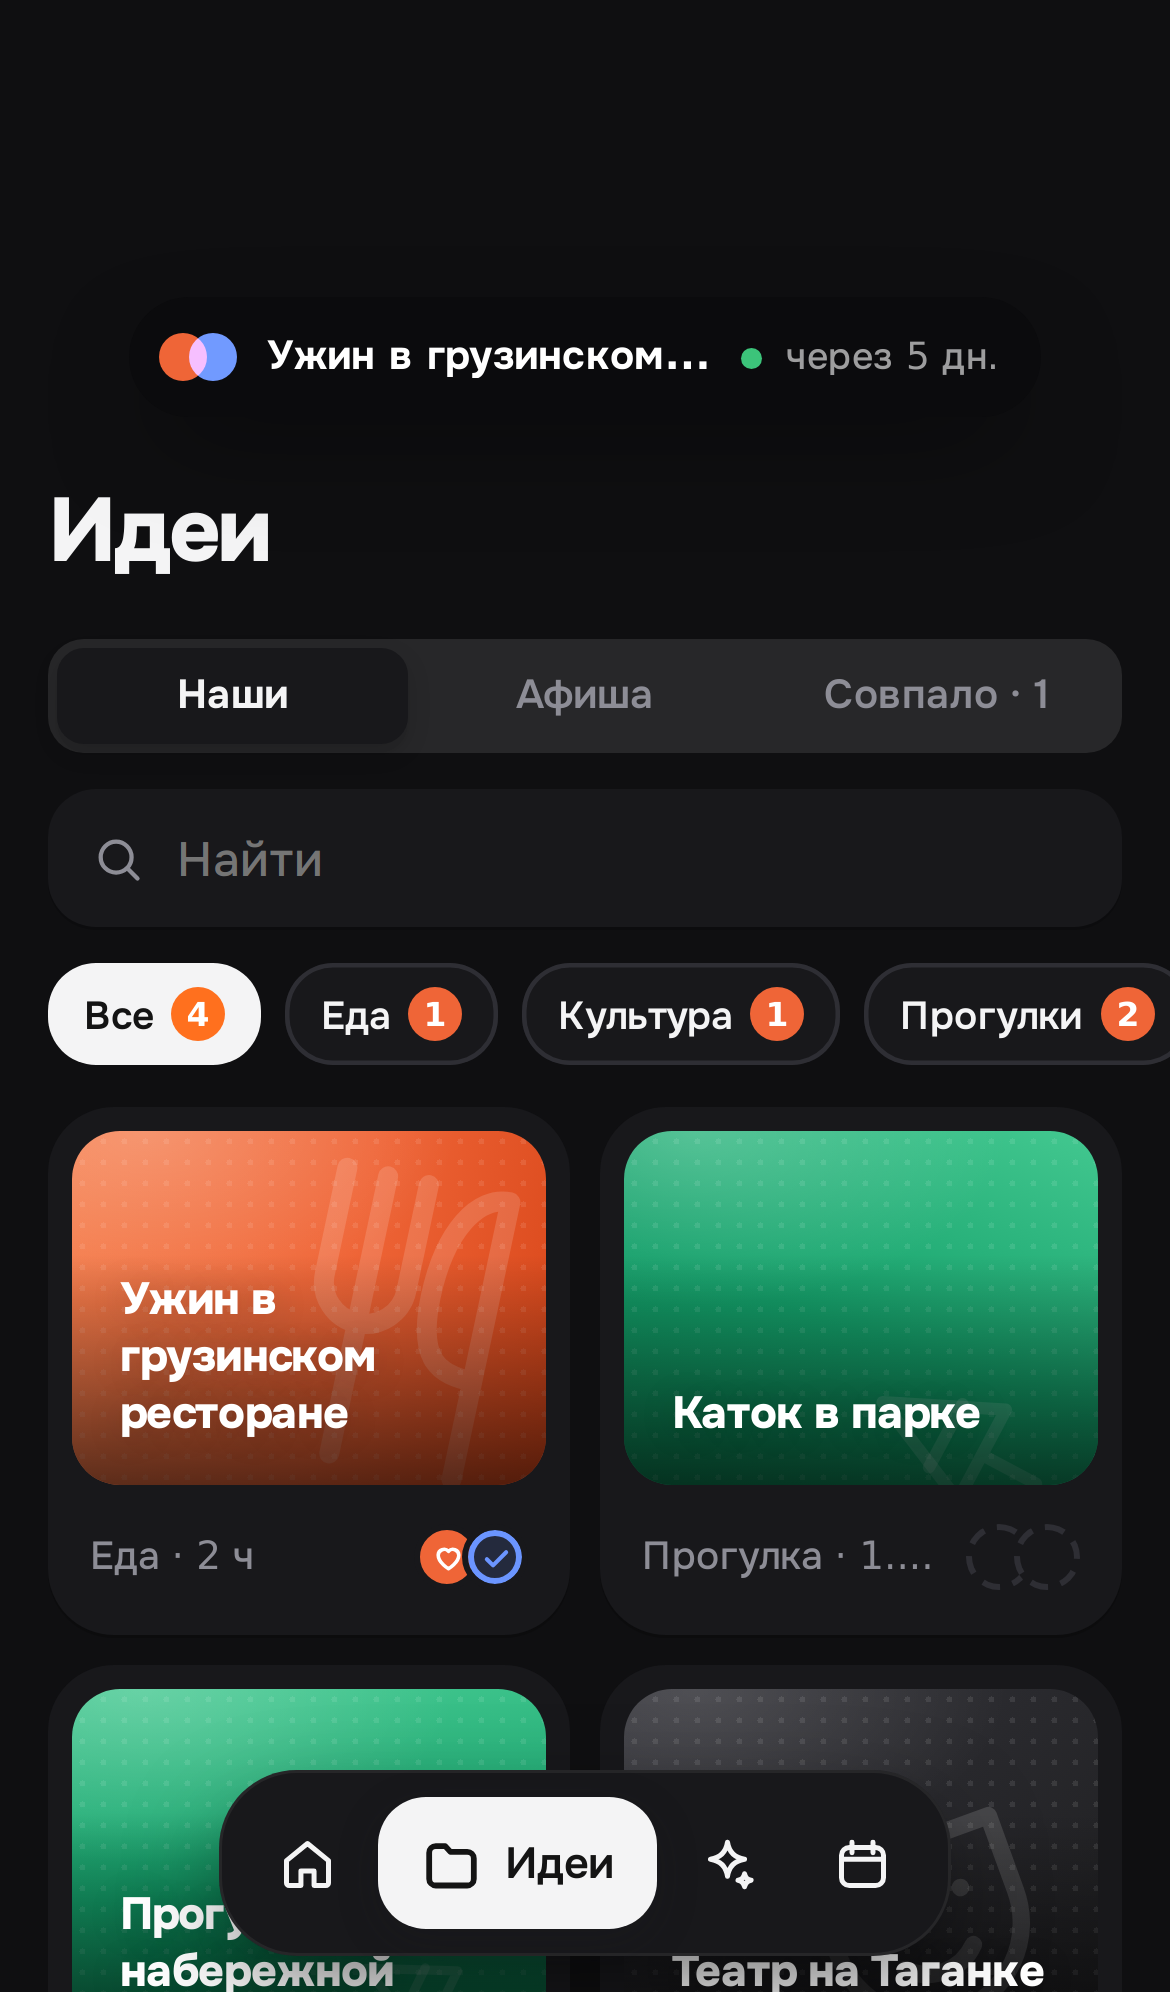 Ужин в грузинском... через 5 дн.
Идеи
Наши Афиша Совпало · 1
Найти
Все 4 Еда 1 Культура 1 Прогулки 2
Ужин в
грузинском
ресторане
Каток в парке
Еда · 2 ч
Прогулка · 1....
набережной
Театр на Таганке
Идеи